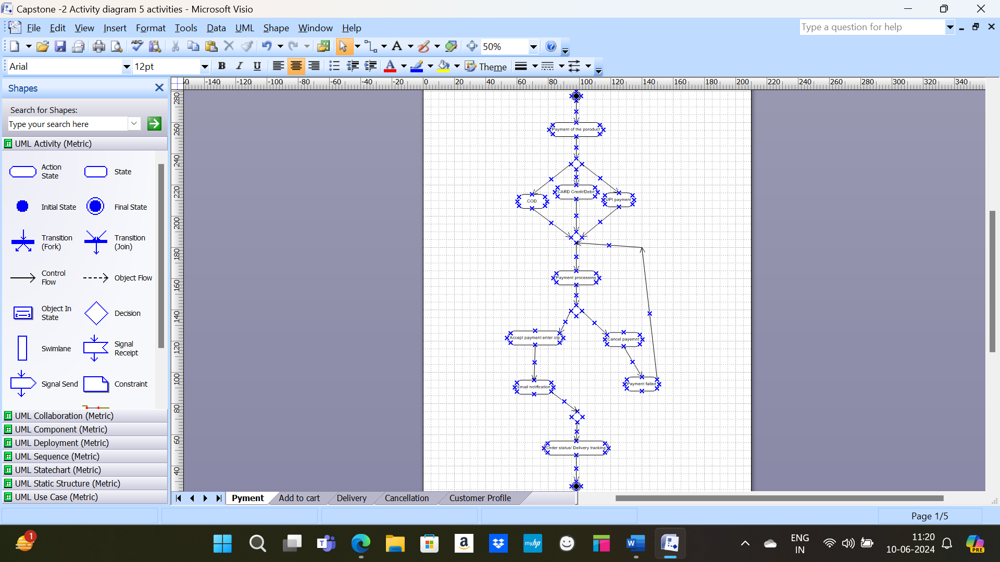 Capstone -2 Activity diagram 5 activities - Microsoft Visio
File Edit View Insert Format Tools Data UML Shape Window Help
Type a question for help
50%
Arial 12pt B I U A Theme
Shapes
Search for Shapes:
Type your search here
UML Activity (Metric)
Action State
State
Initial State
Final State
Transition (Fork)
Transition (Join)
Control Flow
Object Flow
Object In State
Decision
Swimlane
Signal Receipt
Signal Send
Constraint
UML Collaboration (Metric)
UML Component (Metric)
UML Deployment (Metric)
UML Sequence (Metric)
UML Statechart (Metric)
UML Static Structure (Metric)
UML Use Case (Metric)
-140 -120 -100 -80 -60 -40 -20 0 20 40 60 80 100 120 140 160 180 200 220 240 260 280 300 320 340
280
260
240
220
200
180
160
140
120
100
80
60
40
Payment of the poroduct
COD
CARD Credit/Debit
UPI payment
Payment processing
Accept payment enter otp
Cancel payemnt
Email notification
Payment failed
Order status/ Delivery tracking
Pyment Add to cart Delivery Cancellation Customer Profile
Page 1/5
1
a
myhp
W
T
ENG
IN
11:20
10-06-2024
PRE